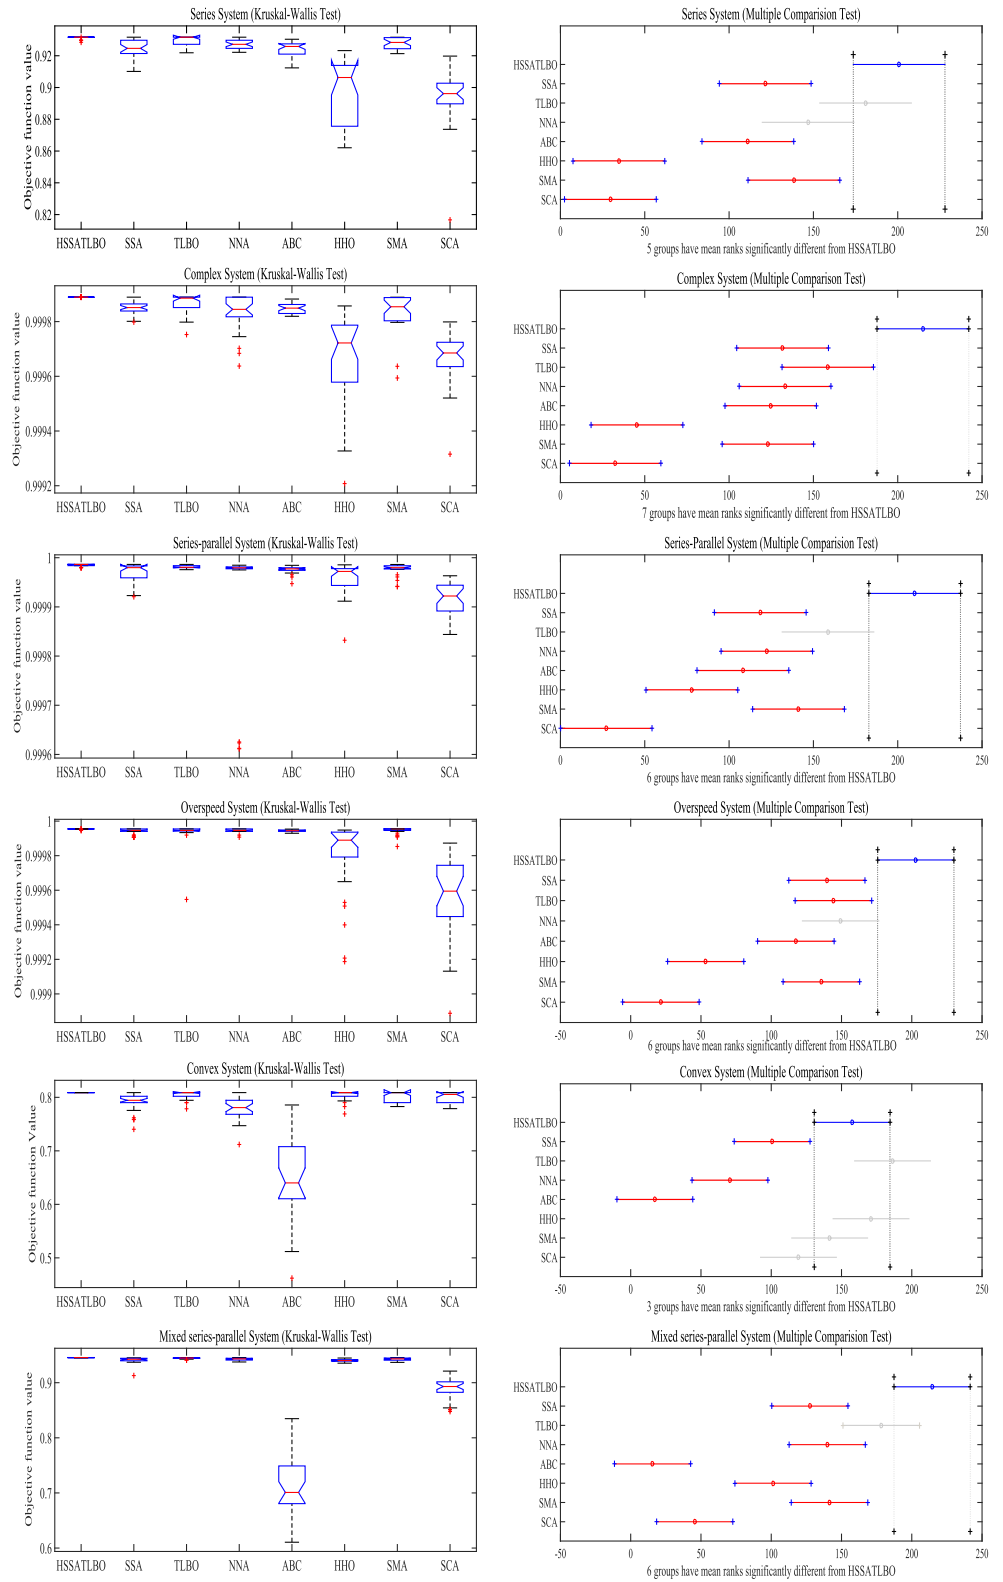 Series System (Kruskal-Wallis Test)
Objective function value
0.92
0.9
0.88
0.86
0.84
0.82
HSSATLBO SSA TLBO NNA ABC HHO SMA SCA
Series System (Multiple Comparision Test)
HSSATLBO
SSA
TLBO
NNA
ABC
HHO
SMA
SCA
0 50 100 150 200 250
5 groups have mean ranks significantly different from HSSATLBO
Complex System (Kruskal-Wallis Test)
Objective function value
0.9998
0.9996
0.9994
0.9992
HSSATLBO SSA TLBO NNA ABC HHO SMA SCA
Complex System (Multiple Comparison Test)
HSSATLBO
SSA
TLBO
NNA
ABC
HHO
SMA
SCA
0 50 100 150 200 250
7 groups have mean ranks significantly different from HSSATLBO
Series-parallel System (Kruskal-Wallis Test)
Objective function value
1
0.9999
0.9998
0.9997
0.9996
HSSATLBO SSA TLBO NNA ABC HHO SMA SCA
Series-Parallel System (Multiple Comparision Test)
HSSATLBO
SSA
TLBO
NNA
ABC
HHO
SMA
SCA
0 50 100 150 200 250
6 groups have mean ranks significantly different from HSSATLBO
Overspeed System (Kruskal-Wallis Test)
Objective function value
1
0.9998
0.9996
0.9994
0.9992
0.999
HSSATLBO SSA TLBO NNA ABC HHO SMA SCA
Overspeed System (Multiple Comparison Test)
HSSATLBO
SSA
TLBO
NNA
ABC
HHO
SMA
SCA
-50 0 50 100 150 200 250
6 groups have mean ranks significantly different from HSSATLBO
Convex System (Kruskal-Wallis Test)
Objective function Value
0.8
0.7
0.6
0.5
HSSATLBO SSA TLBO NNA ABC HHO SMA SCA
Convex System (Multiple Comparison Test)
HSSATLBO
SSA
TLBO
NNA
ABC
HHO
SMA
SCA
-50 0 50 100 150 200 250
3 groups have mean ranks significantly different from HSSATLBO
Mixed series-parallel System (Kruskal-Wallis Test)
Objective function value
0.9
0.8
0.7
0.6
HSSATLBO SSA TLBO NNA ABC HHO SMA SCA
Mixed series-parallel System (Multiple Comparision Test)
HSSATLBO
SSA
TLBO
NNA
ABC
HHO
SMA
SCA
-50 0 50 100 150 200 250
6 groups have mean ranks significantly different from HSSATLBO